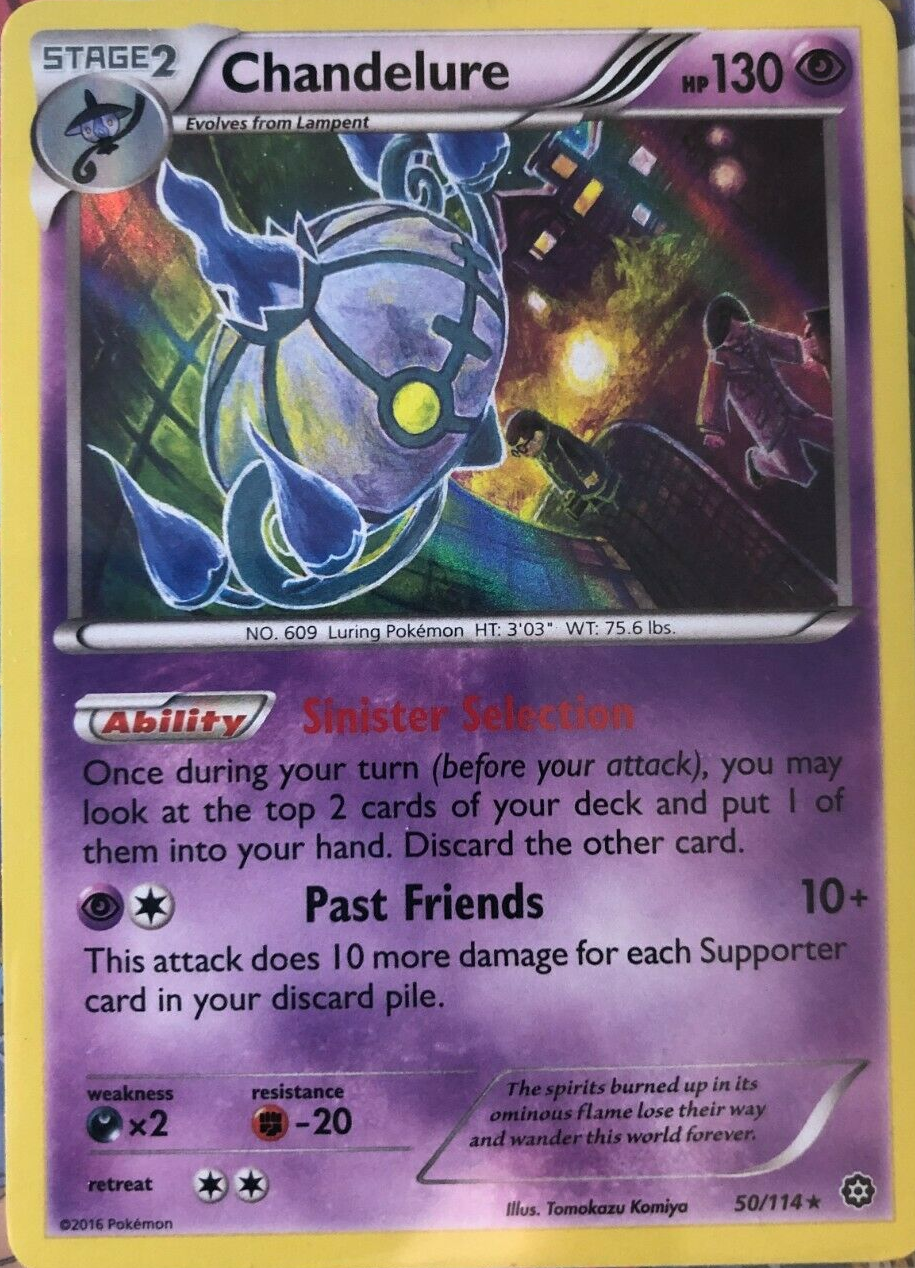 STAGE2
Chandelure
HP130
Evolves from Lampent
NO. 609 Luring Pokémon HT: 3'03" WT: 75.6 lbs.
Ability Sinister Selection
Once during your turn (before your attack), you may
look at the top 2 cards of your deck and put 1 of
them into your hand. Discard the other card.
Past Friends 10+
This attack does 10 more damage for each Supporter
card in your discard pile.
weakness
×2
resistance
-20
The spirits burned up in its
ominous flame lose their way
and wander this world forever.
retreat
Illus. Tomokazu Komiya
50/114★
©2016 Pokémon